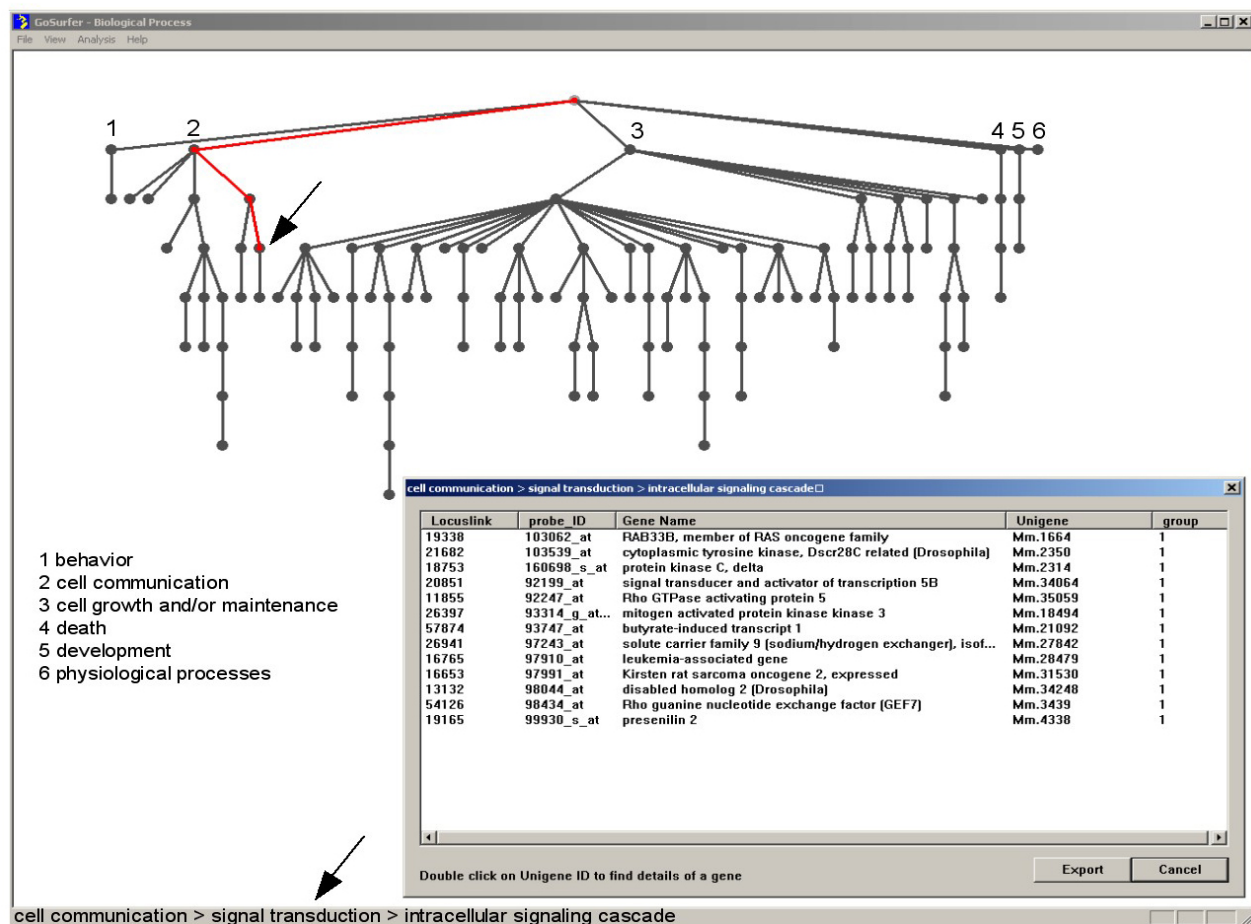 GoSurfer - Biological Process
File View Analysis Help
1 2 3 4 5 6
1 behavior
2 cell communication
3 cell growth and/or maintenance
4 death
5 development
6 physiological processes
cell communication > signal transduction > intracellular signaling cascade
Locuslink probe_ID Gene Name Unigene group
19338 103062_at RAB33B, member of RAS oncogene family Mm.1664 1
21682 103539_at cytoplasmic tyrosine kinase, Dscr28C related (Drosophila) Mm.2350 1
18753 160698_s_at protein kinase C, delta Mm.2314 1
20851 92199_at signal transducer and activator of transcription 5B Mm.34064 1
11855 92247_at Rho GTPase activating protein 5 Mm.35059 1
26397 93314_g_at... mitogen activated protein kinase kinase 3 Mm.18494 1
57874 93747_at butyrate-induced transcript 1 Mm.21092 1
26941 97243_at solute carrier family 9 (sodium/hydrogen exchanger), isof... Mm.27842 1
16765 97910_at leukemia-associated gene Mm.28479 1
16653 97991_at Kirsten rat sarcoma oncogene 2, expressed Mm.31530 1
13132 98044_at disabled homolog 2 (Drosophila) Mm.34248 1
54126 98434_at Rho guanine nucleotide exchange factor (GEF7) Mm.3439 1
19165 99930_s_at presenilin 2 Mm.4338 1
Double click on Unigene ID to find details of a gene
Export Cancel
cell communication > signal transduction > intracellular signaling cascade